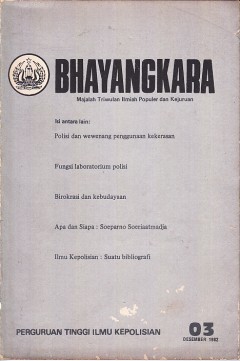 BHAYANGKARA
Majalah Triwulan Ilmiah Populer dan Kejuruan
Isi antara lain:
Polisi dan wewenang penggunaan kekerasan
Fungsi laboratorium polisi
Birokrasi dan kebudayaan
Apa dan Siapa : Soeparno Soeriaatmadja
Ilmu Kepolisian : Suatu bibliografi
PERGURUAN TINGGI ILMU KEPOLISIAN
03
DESEMBER 1982